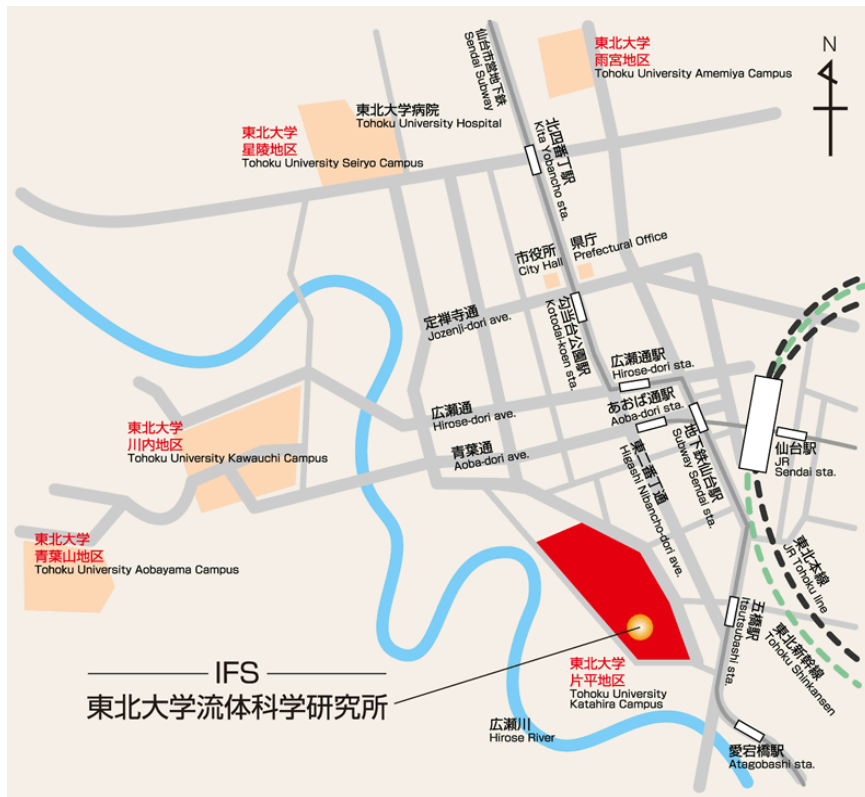 仙台市営地下鉄
Sendai Subway
東北大学
雨宮地区
Tohoku University Amemiya Campus
N
東北大学病院
Tohoku University Hospital
東北大学
星陵地区
Tohoku University Seiryo Campus
北四番丁駅
Kita Yobancho sta.
市役所
City Hall
県庁
Prefectural Office
定禅寺通
Jozenji-dori ave.
勾当台公園駅
Kotodai-koen sta.
広瀬通駅
Hirose-dori sta.
広瀬通
Hirose-dori ave.
あおば通駅
Aoba-dori sta.
東北大学
川内地区
Tohoku University Kawauchi Campus
青葉通
Aoba-dori ave.
東二番丁通
Higashi Nibancho-dori ave.
地下鉄仙台駅
Subway Sendai sta.
仙台駅
JR
Sendai sta.
東北大学
青葉山地区
Tohoku University Aobayama Campus
東北本線
JR Tohoku line
五橋駅
Itsutsubashi sta.
東北新幹線
Tohoku Shinkansen
IFS
東北大学流体科学研究所
東北大学
片平地区
Tohoku University
Katahira Campus
広瀬川
Hirose River
愛宕橋駅
Atagobashi sta.